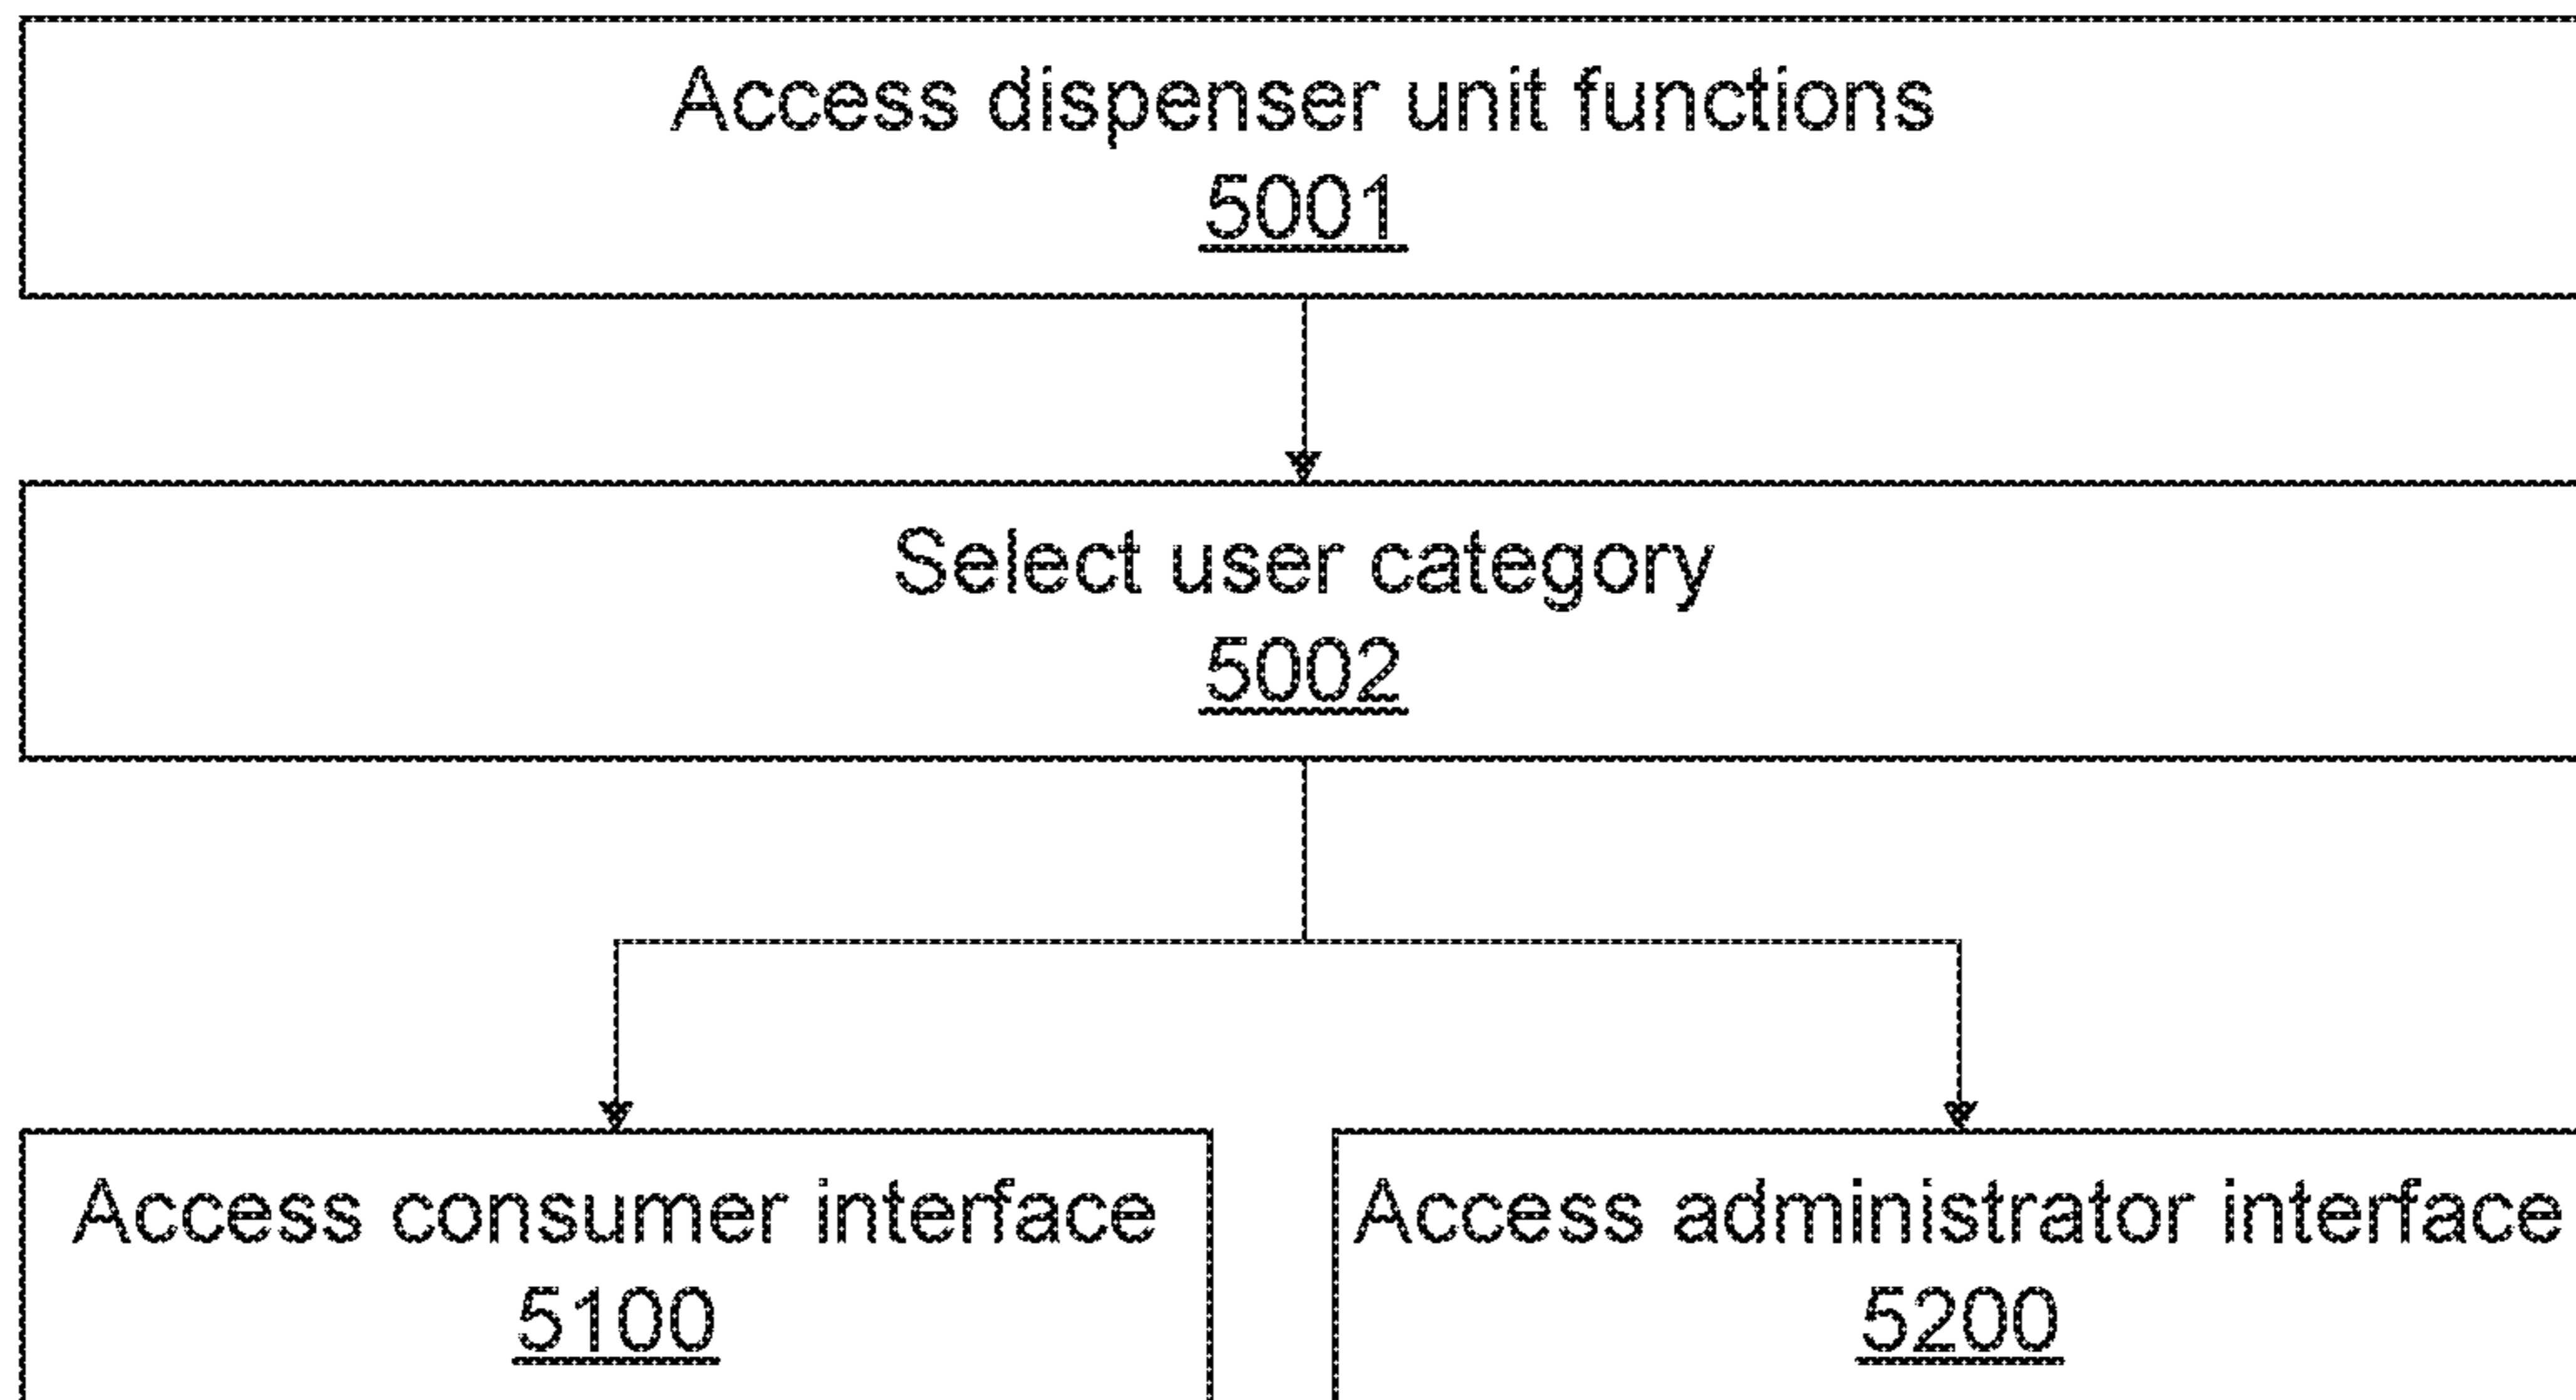 Access dispenser unit functions
5001
Select user category
5002
Access consumer interface
5100
Access administrator interface
5200